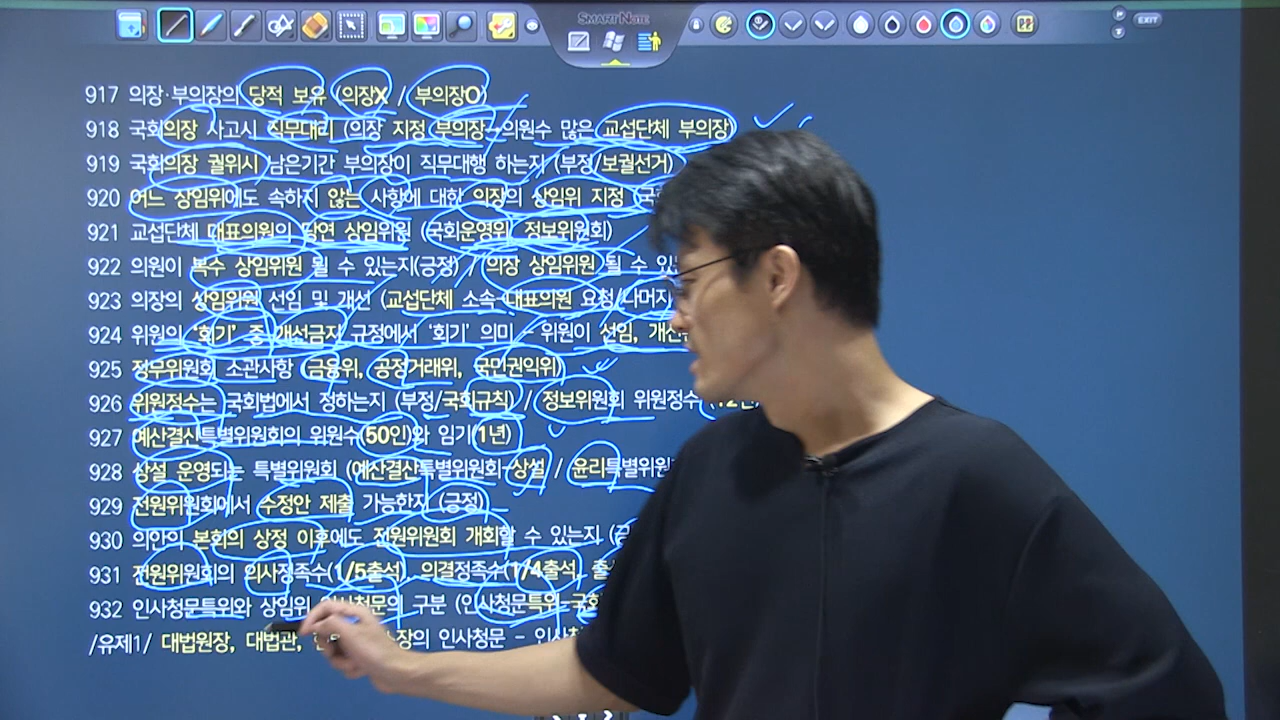 SMART NOTE
EXIT
917 의장·부의장의 당적 보유 (의장X / 부의장O)
918 국회의장 사고시 직무대리 (의장 지정 부의장→의원수 많은 교섭단체 부의장)
919 국회의장 궐위시 남은기간 부의장이 직무대행 하는지 (부정/보궐선거)
920 어느 상임위에도 속하지 않는 사항에 대한 의장의 상임위 지정
921 교섭단체 대표의원의 당연 상임위원 (국회운영위, 정보위원회)
922 의원이 복수 상임위원 될 수 있는지(긍정) / 의장 상임위원 될 수
923 의장의 상임위원 선임 및 개선 (교섭단체 소속-대표의원 요청/나머지
924 위원의 '회기' 중 개선금지 규정에서 '회기' 의미 - 위원이 선임, 개선
925 정무위원회 소관사항 (금융위, 공정거래위, 국민권익위)
926 위원정수는 국회법에서 정하는지 (부정/국회규칙) / 정보위원회 위원정수 (12인)
927 예산결산특별위원회의 위원수(50인)와 임기(1년)
928 상설 운영되는 특별위원회 (예산결산특별위원회-상설 / 윤리특별위원
929 전원위원회에서 수정안 제출 가능한지 (긍정)
930 의안의 본회의 상정 이후에도 전원위원회 개회할 수 있는지
931 전원위원회의 의사정족수(1/5출석), 의결정족수(1/4출석,
932 인사청문특위와 상임위 인사청문의 구분 (인사청문특위-국회
/유제1/ 대법원장, 대법관, 의 인사청문 -